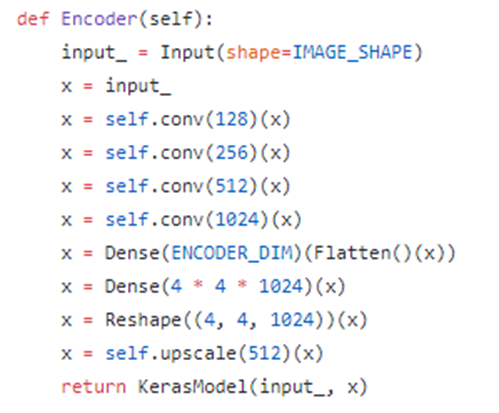 def Encoder(self):
    input_ = Input(shape=IMAGE_SHAPE)
    x = input_
    x = self.conv(128)(x)
    x = self.conv(256)(x)
    x = self.conv(512)(x)
    x = self.conv(1024)(x)
    x = Dense(ENCODER_DIM)(Flatten()(x))
    x = Dense(4 * 4 * 1024)(x)
    x = Reshape((4, 4, 1024))(x)
    x = self.upscale(512)(x)
    return KerasModel(input_, x)